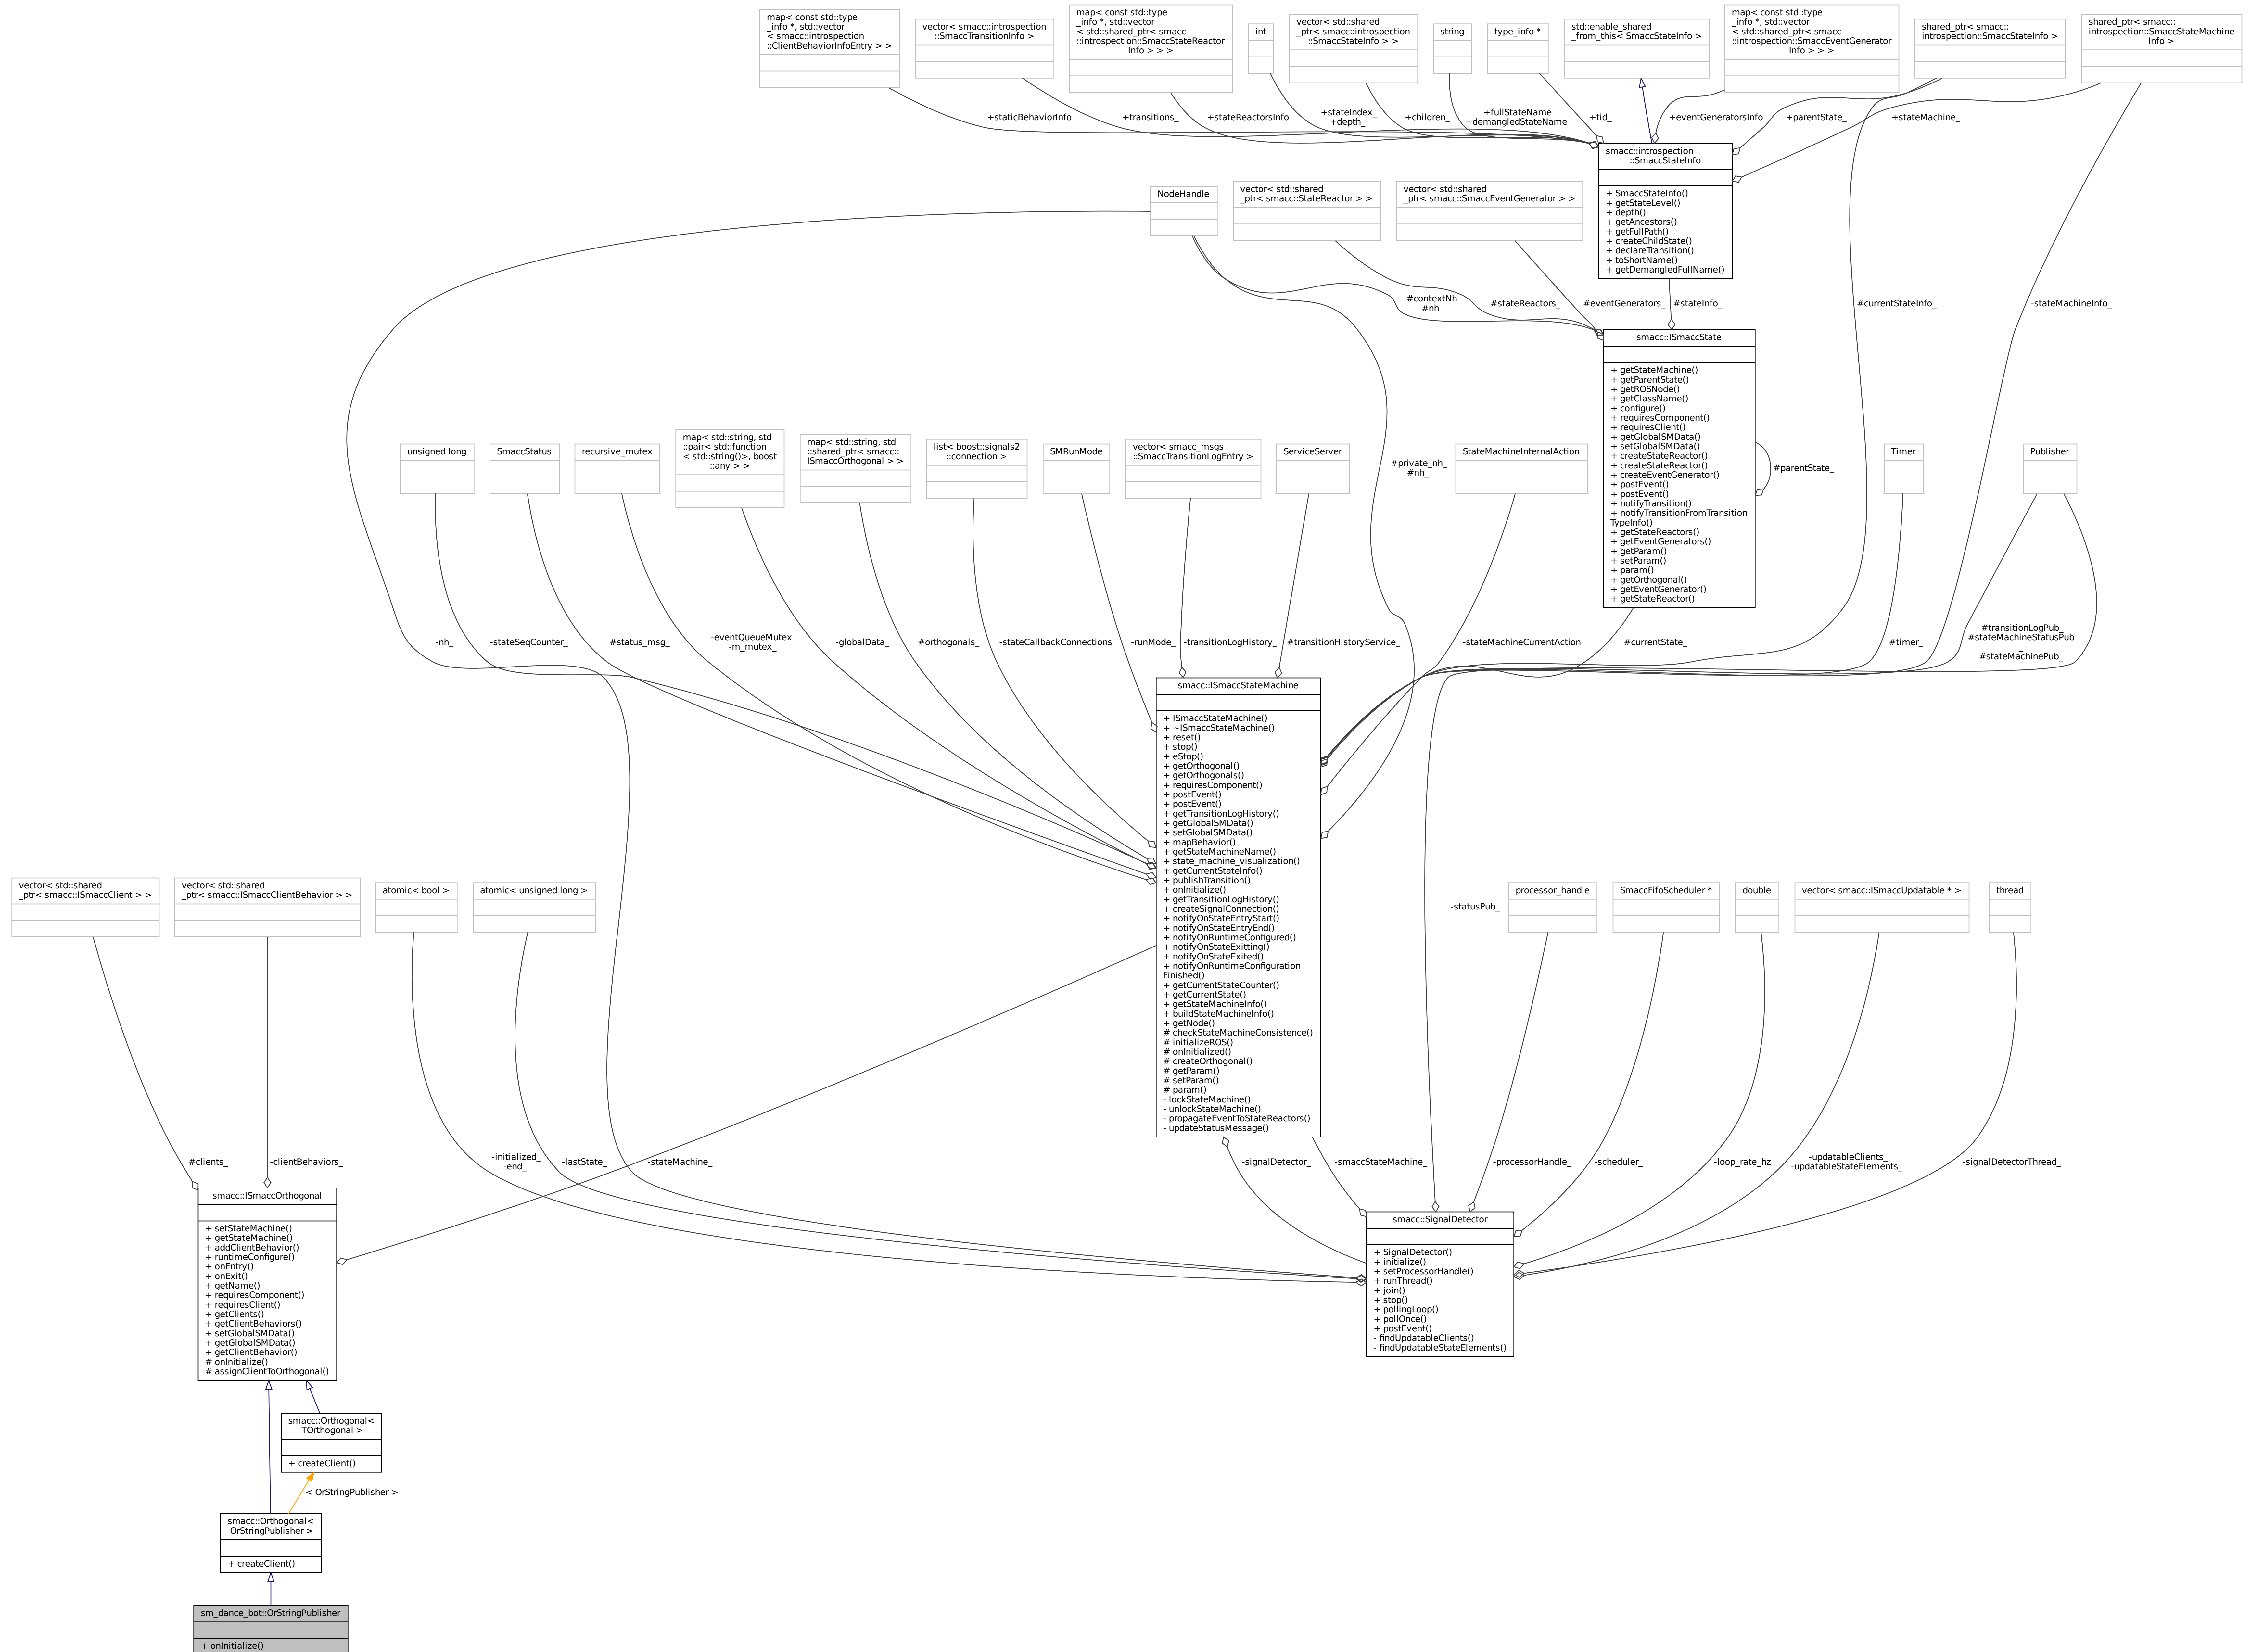 map< const std::type
_info *, std::vector
< smacc::introspection
::ClientBehaviorInfoEntry > >
vector< smacc::introspection
::SmaccTransitionInfo >
map< const std::type
_info *, std::vector
< std::shared_ptr< smacc
::introspection::SmaccStateReactor
Info > > >
int
vector< std::shared
_ptr< smacc::introspection
::SmaccStateInfo > >
string
type_info *
std::enable_shared
_from_this< SmaccStateInfo >
map< const std::type
_info *, std::vector
< std::shared_ptr< smacc
::introspection::SmaccEventGenerator
Info > > >
shared_ptr< smacc::
introspection::SmaccStateInfo >
shared_ptr< smacc::
introspection::SmaccStateMachine
Info >
+staticBehaviorInfo
+transitions_
+stateReactorsInfo
+stateIndex_
+depth_
+children_
+fullStateName
+demangledStateName
+tid_
+eventGeneratorsInfo
+parentState_
+stateMachine_
smacc::introspection
::SmaccStateInfo
+ SmaccStateInfo()
+ getStateLevel()
+ depth()
+ getAncestors()
+ getFullPath()
+ createChildState()
+ declareTransition()
+ toShortName()
+ getDemangledFullName()
NodeHandle
vector< std::shared
_ptr< smacc::StateReactor > >
vector< std::shared
_ptr< smacc::SmaccEventGenerator > >
#contextNh
#nh
#stateReactors_
#eventGenerators_
#stateInfo_
#currentStateInfo_
-stateMachineInfo_
smacc::ISmaccState
+ getStateMachine()
+ getParentState()
+ getROSNode()
+ getClassName()
+ configure()
+ requiresComponent()
+ requiresClient()
+ getGlobalSMData()
+ setGlobalSMData()
+ createStateReactor()
+ createStateReactor()
+ createEventGenerator()
+ postEvent()
+ postEvent()
+ notifyTransition()
+ notifyTransitionFromTransition
TypeInfo()
+ getStateReactors()
+ getEventGenerators()
+ getParam()
+ setParam()
+ param()
+ getOrthogonal()
+ getEventGenerator()
+ getStateReactor()
#parentState_
unsigned long
SmaccStatus
recursive_mutex
map< std::string, std
::pair< std::function
< std::string()>, boost
::any > >
map< std::string, std
::shared_ptr< smacc::
ISmaccOrthogonal > >
list< boost::signals2
::connection >
SMRunMode
vector< smacc_msgs
::SmaccTransitionLogEntry >
ServiceServer
#private_nh_
#nh_
StateMachineInternalAction
Timer
Publisher
-nh_
-stateSeqCounter_
#status_msg_
-eventQueueMutex_
-m_mutex_
-globalData_
#orthogonals_
-stateCallbackConnections
-runMode_
-transitionLogHistory_
#transitionHistoryService_
-stateMachineCurrentAction
#currentState_
#timer_
#transitionLogPub_
#stateMachineStatusPub
_
#stateMachinePub_
smacc::ISmaccStateMachine
+ ISmaccStateMachine()
+ ~ISmaccStateMachine()
+ reset()
+ stop()
+ eStop()
+ getOrthogonal()
+ getOrthogonals()
+ requiresComponent()
+ postEvent()
+ postEvent()
+ getTransitionLogHistory()
+ getGlobalSMData()
+ setGlobalSMData()
+ mapBehavior()
+ getStateMachineName()
+ state_machine_visualization()
+ getCurrentStateInfo()
+ publishTransition()
+ onInitialize()
+ getTransitionLogHistory()
+ createSignalConnection()
+ notifyOnStateEntryStart()
+ notifyOnStateEntryEnd()
+ notifyOnRuntimeConfigured()
+ notifyOnStateExitting()
+ notifyOnStateExited()
+ notifyOnRuntimeConfiguration
Finished()
+ getCurrentStateCounter()
+ getCurrentState()
+ getStateMachineInfo()
+ buildStateMachineInfo()
+ getNode()
# checkStateMachineConsistence()
# initializeROS()
# onInitialized()
# createOrthogonal()
# getParam()
# setParam()
# param()
- lockStateMachine()
- unlockStateMachine()
- propagateEventToStateReactors()
- updateStatusMessage()
vector< std::shared
_ptr< smacc::ISmaccClient > >
vector< std::shared
_ptr< smacc::ISmaccClientBehavior > >
atomic< bool >
atomic< unsigned long >
-statusPub_
processor_handle
SmaccFifoScheduler *
double
vector< smacc::ISmaccUpdatable * >
thread
#clients_
-clientBehaviors_
-initialized_
-end_
-lastState_
-stateMachine_
-signalDetector_
-smaccStateMachine_
-processorHandle_
-scheduler_
-loop_rate_hz
-updatableClients_
-updatableStateElements_
-signalDetectorThread_
smacc::ISmaccOrthogonal
+ setStateMachine()
+ getStateMachine()
+ addClientBehavior()
+ runtimeConfigure()
+ onEntry()
+ onExit()
+ getName()
+ requiresComponent()
+ requiresClient()
+ getClients()
+ getClientBehaviors()
+ setGlobalSMData()
+ getGlobalSMData()
+ getClientBehavior()
# onInitialize()
# assignClientToOrthogonal()
smacc::SignalDetector
+ SignalDetector()
+ initialize()
+ setProcessorHandle()
+ runThread()
+ join()
+ stop()
+ pollingLoop()
+ pollOnce()
+ postEvent()
- findUpdatableClients()
- findUpdatableStateElements()
smacc::Orthogonal<
TOrthogonal >
+ createClient()
< OrStringPublisher >
smacc::Orthogonal<
OrStringPublisher >
+ createClient()
sm_dance_bot::OrStringPublisher
+ onInitialize()